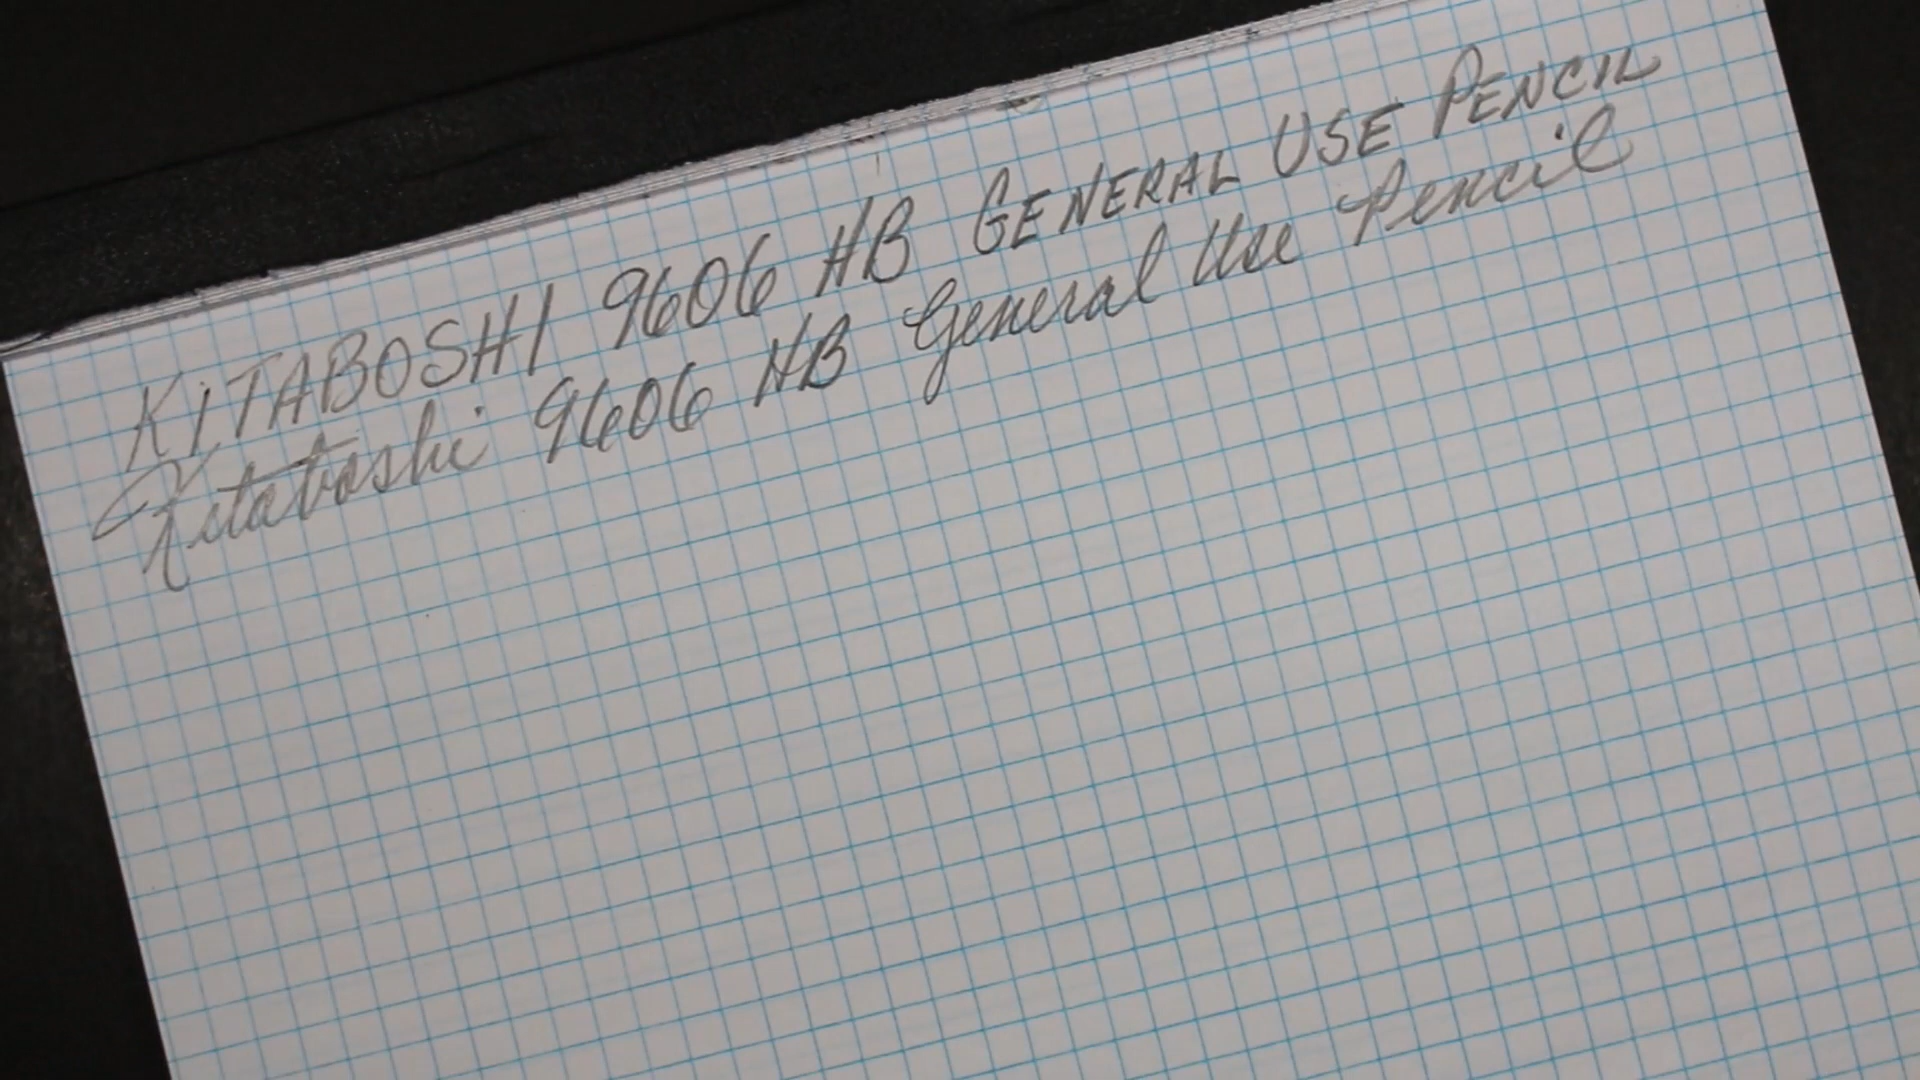 KITABOSHI 9606 HB GENERAL USE PENCIL
Kitaboshi 9606 HB General Use Pencil